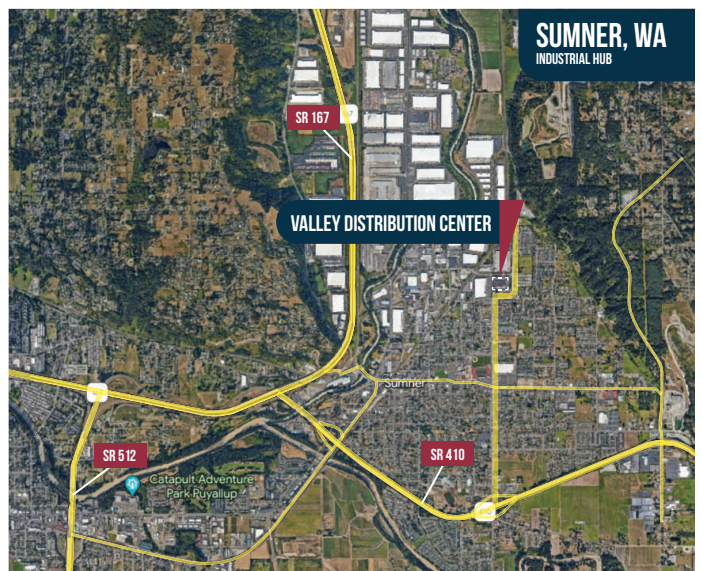 SUMNER, WA
INDUSTRIAL HUB
SR 167
VALLEY DISTRIBUTION CENTER
Sumner
SR 512
SR 410
Catapult Adventure
Park Puyallup